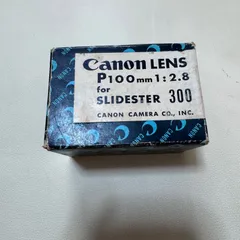 Canon LENS
P100mm 1:2.8
for
SLIDESTER 300
CANON CAMERA CO., INC.